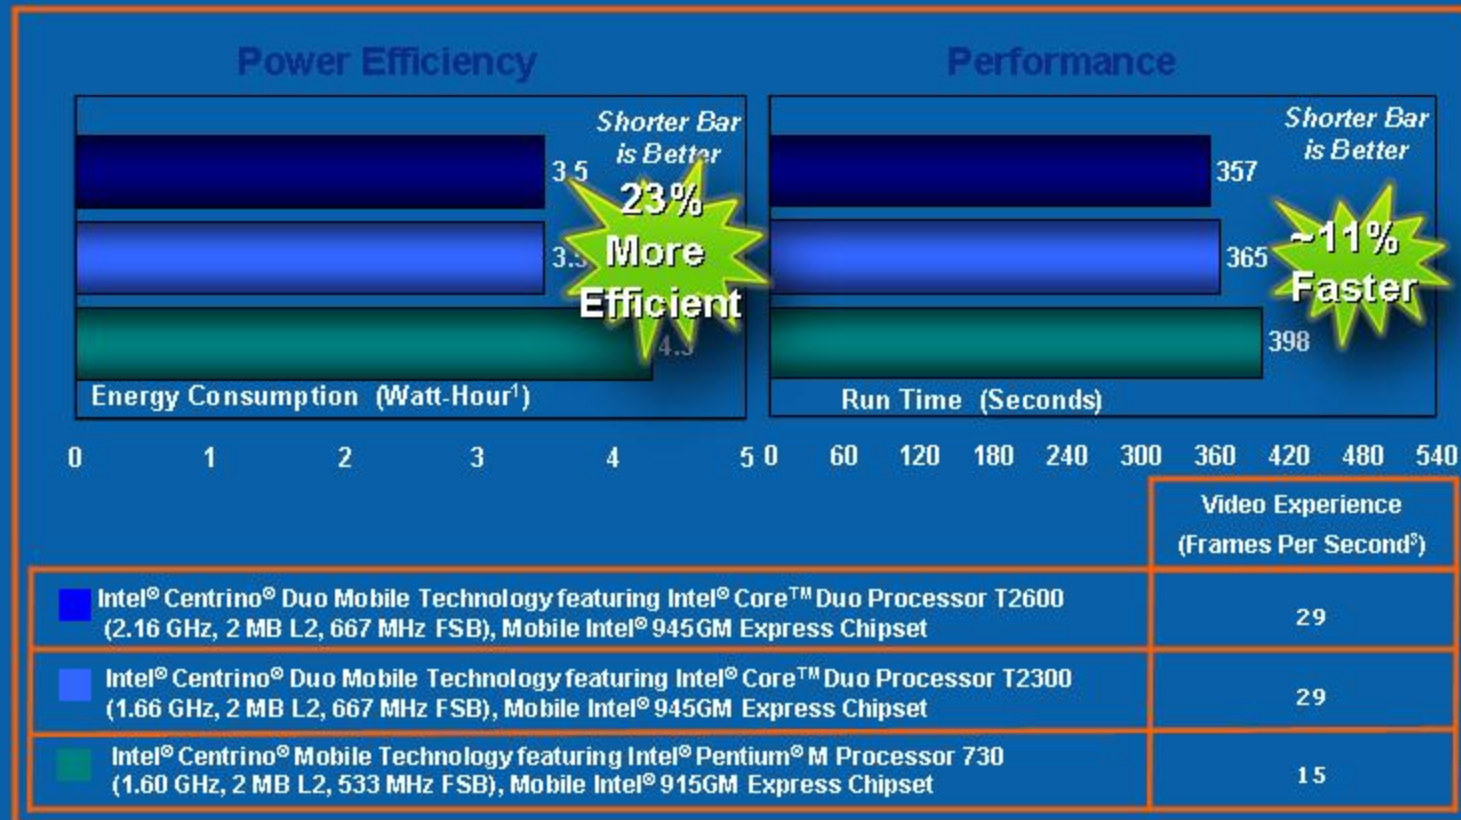 Power Efficiency
Performance
Shorter Bar
is Better
3.5
23%
More
Efficient
3.5
4.3
Energy Consumption (Watt-Hour¹)
0 1 2 3 4 5
Shorter Bar
is Better
357
365
~11%
Faster
398
Run Time (Seconds)
0 60 120 180 240 300 360 420 480 540
Video Experience
(Frames Per Second³)
Intel® Centrino® Duo Mobile Technology featuring Intel® Core™ Duo Processor T2600
(2.16 GHz, 2 MB L2, 667 MHz FSB), Mobile Intel® 945GM Express Chipset
29
Intel® Centrino® Duo Mobile Technology featuring Intel® Core™ Duo Processor T2300
(1.66 GHz, 2 MB L2, 667 MHz FSB), Mobile Intel® 945GM Express Chipset
29
Intel® Centrino® Mobile Technology featuring Intel® Pentium® M Processor 730
(1.60 GHz, 2 MB L2, 533 MHz FSB), Mobile Intel® 915GM Express Chipset
15